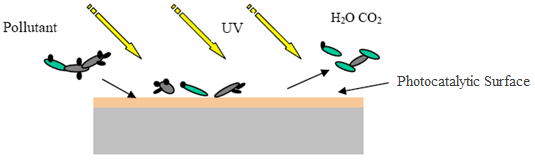 Pollutant
UV
H₂O CO₂
Photocatalytic Surface